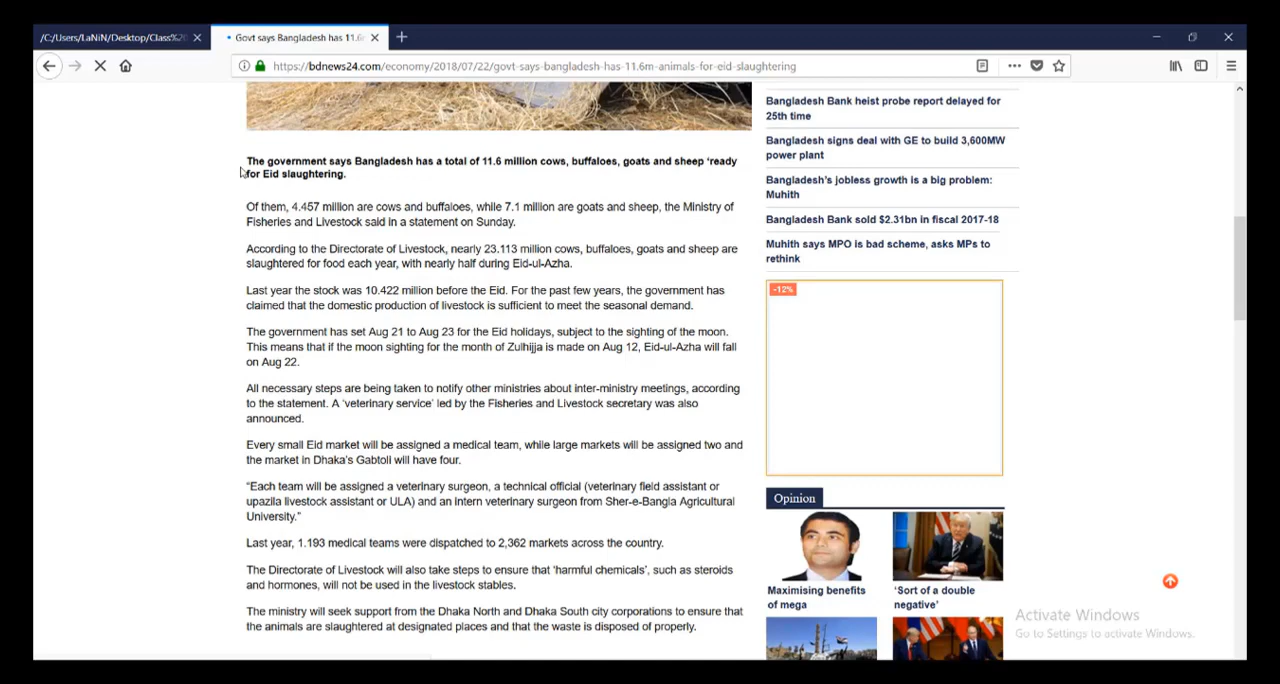 /C:/Users/LaNiN/Desktop/Class%20
Govt says Bangladesh has 11.6
https://bdnews24.com/economy/2018/07/22/govt-says-bangladesh-has-11.6m-animals-for-eid-slaughtering
The government says Bangladesh has a total of 11.6 million cows, buffaloes, goats and sheep ‘ready
for Eid slaughtering.
Of them, 4.457 million are cows and buffaloes, while 7.1 million are goats and sheep, the Ministry of
Fisheries and Livestock said in a statement on Sunday.
According to the Directorate of Livestock, nearly 23.113 million cows, buffaloes, goats and sheep are
slaughtered for food each year, with nearly half during Eid-ul-Azha.
Last year the stock was 10.422 million before the Eid. For the past few years, the government has
claimed that the domestic production of livestock is sufficient to meet the seasonal demand.
The government has set Aug 21 to Aug 23 for the Eid holidays, subject to the sighting of the moon.
This means that if the moon sighting for the month of Zulhijja is made on Aug 12, Eid-ul-Azha will fall
on Aug 22.
All necessary steps are being taken to notify other ministries about inter-ministry meetings, according
to the statement. A ‘veterinary service’ led by the Fisheries and Livestock secretary was also
announced.
Every small Eid market will be assigned a medical team, while large markets will be assigned two and
the market in Dhaka’s Gabtoli will have four.
“Each team will be assigned a veterinary surgeon, a technical official (veterinary field assistant or
upazila livestock assistant or ULA) and an intern veterinary surgeon from Sher-e-Bangla Agricultural
University.”
Last year, 1.193 medical teams were dispatched to 2,362 markets across the country.
The Directorate of Livestock will also take steps to ensure that ‘harmful chemicals’, such as steroids
and hormones, will not be used in the livestock stables.
The ministry will seek support from the Dhaka North and Dhaka South city corporations to ensure that
the animals are slaughtered at designated places and that the waste is disposed of properly.
Bangladesh Bank heist probe report delayed for
25th time
Bangladesh signs deal with GE to build 3,600MW
power plant
Bangladesh’s jobless growth is a big problem:
Muhith
Bangladesh Bank sold $2.31bn in fiscal 2017-18
Muhith says MPO is bad scheme, asks MPs to
rethink
-12%
Opinion
Maximising benefits
of mega
‘Sort of a double
negative’
Activate Windows
Go to Settings to activate Windows.